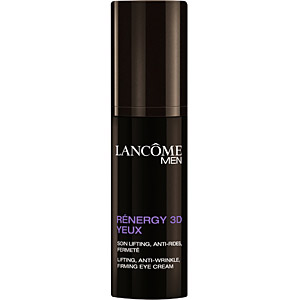 LANCÔME
MEN
RÉNERGY 3D
YEUX
SOIN LIFTING, ANTI-RIDES,
FERMETÉ
LIFTING, ANTI-WRINKLE,
FIRMING EYE CREAM